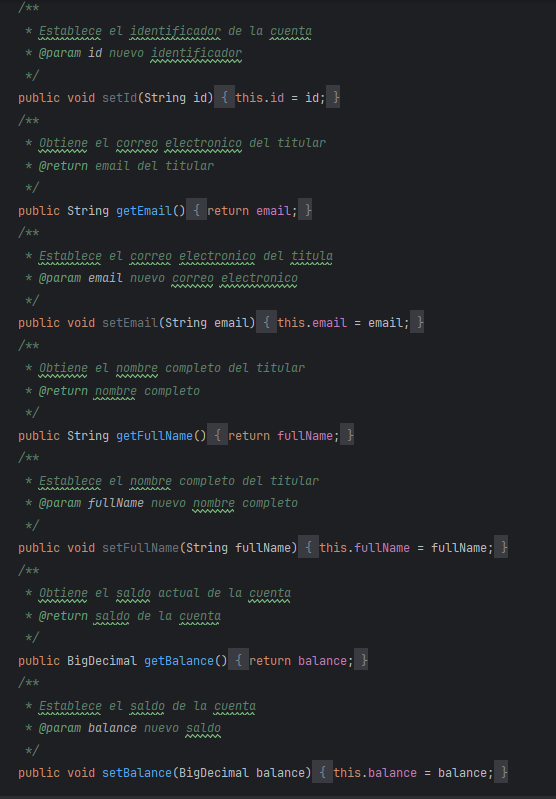 /**
 * Establece el identificador de la cuenta
 * @param id nuevo identificador
 */
public void setId(String id) { this.id = id; }
/**
 * Obtiene el correo electronico del titular
 * @return email del titular
 */
public String getEmail() { return email; }
/**
 * Establece el correo electronico del titula
 * @param email nuevo correo electronico
 */
public void setEmail(String email) { this.email = email; }
/**
 * Obtiene el nombre completo del titular
 * @return nombre completo
 */
public String getFullName() { return fullName; }
/**
 * Establece el nombre completo del titular
 * @param fullName nuevo nombre completo
 */
public void setFullName(String fullName) { this.fullName = fullName; }
/**
 * Obtiene el saldo actual de la cuenta
 * @return saldo de la cuenta
 */
public BigDecimal getBalance() { return balance; }
/**
 * Establece el saldo de la cuenta
 * @param balance nuevo saldo
 */
public void setBalance(BigDecimal balance) { this.balance = balance; }